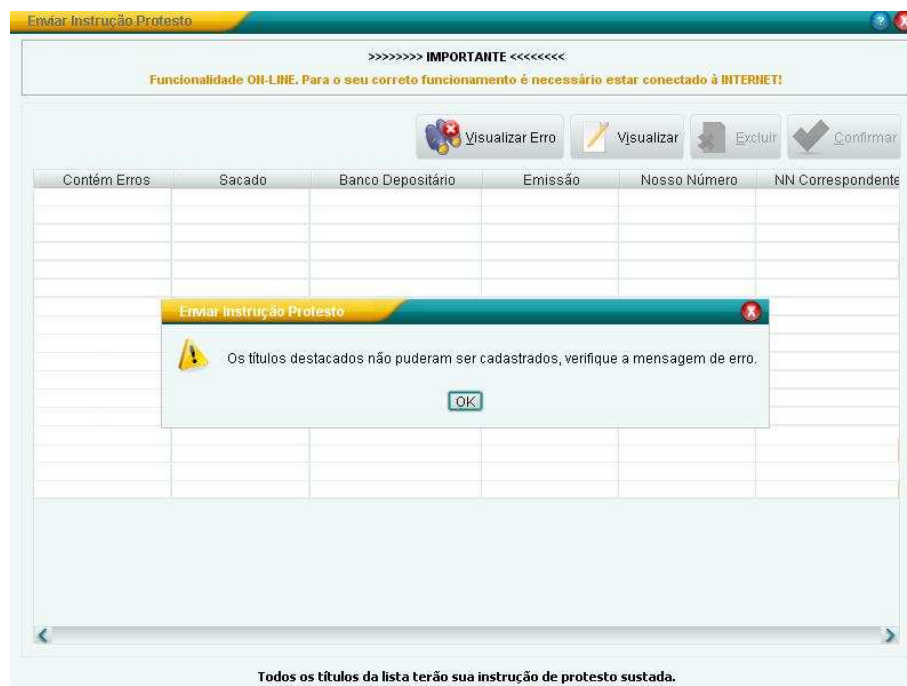 Enviar Instrução Protesto
>>>>>>>> IMPORTANTE <<<<<<<<
Funcionalidade ON-LINE. Para o seu correto funcionamento é necessário estar conectado à INTERNET!
Visualizar Erro Visualizar Excluir Confirmar
Contém Erros Sacado Banco Depositário Emissão Nosso Número NN Correspondente
Enviar Instrução Protesto
Os títulos destacados não puderam ser cadastrados, verifique a mensagem de erro.
OK
Todos os títulos da lista terão sua instrução de protesto sustada.